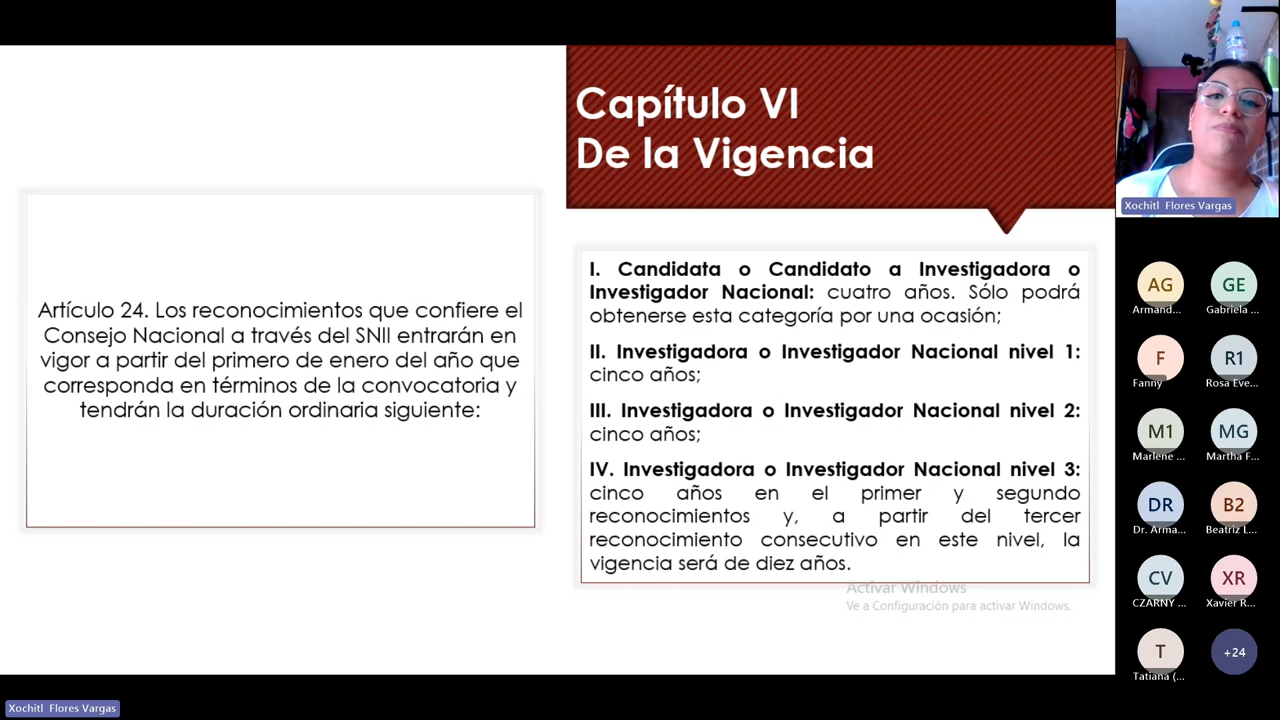 Capítulo VI
De la Vigencia
Artículo 24. Los reconocimientos que confiere el
Consejo Nacional a través del SNII entrarán en
vigor a partir del primero de enero del año que
corresponda en términos de la convocatoria y
tendrán la duración ordinaria siguiente:
I. Candidata o Candidato a Investigadora o
Investigador Nacional: cuatro años. Sólo podrá
obtenerse esta categoría por una ocasión;
II. Investigadora o Investigador Nacional nivel 1:
cinco años;
III. Investigadora o Investigador Nacional nivel 2:
cinco años;
IV. Investigadora o Investigador Nacional nivel 3:
cinco años en el primer y segundo
reconocimientos y, a partir del tercer
reconocimiento consecutivo en este nivel, la
vigencia será de diez años.
Activar Windows
Ve a Configuración para activar Windows.
Xochitl Flores Vargas
AG
Armand...
GE
Gabriela ...
F
Fanny
R1
Rosa Eve...
M1
Marlene ...
MG
Martha F...
DR
Dr. Arma...
B2
Beatriz L...
CV
CZARNY ...
XR
Xavier R...
T
Tatiana (...
+24
Xochitl Flores Vargas